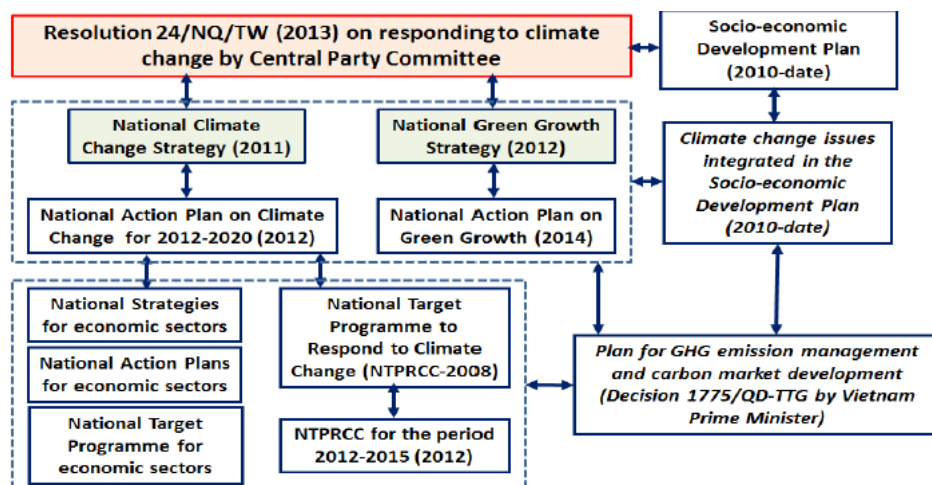 Resolution 24/NQ/TW (2013) on responding to climate
change by Central Party Committee
Socio-economic
Development Plan
(2010-date)
National Climate
Change Strategy (2011)
National Green Growth
Strategy (2012)
Climate change issues
integrated in the
Socio-economic
Development Plan
(2010-date)
National Action Plan on Climate
Change for 2012-2020 (2012)
National Action Plan on
Green Growth (2014)
National Strategies
for economic sectors
National Action Plans
for economic sectors
National Target
Programme for
economic sectors
National Target
Programme to
Respond to Climate
Change (NTPRCC-2008)
NTPRCC for the period
2012-2015 (2012)
Plan for GHG emission management
and carbon market development
(Decision 1775/QD-TTG by Vietnam
Prime Minister)